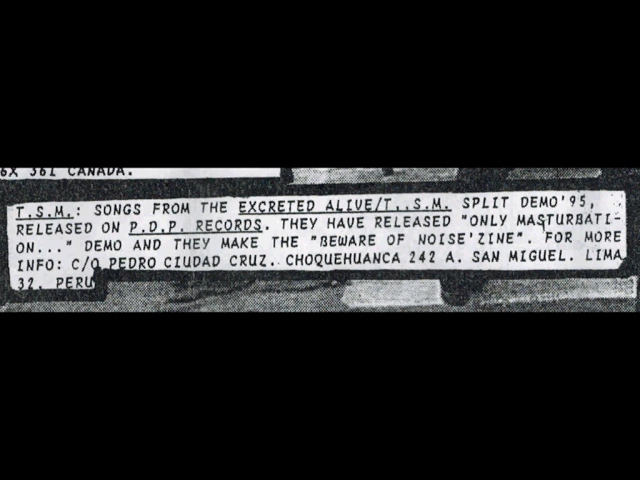 6X 361 CANADA.
T.S.M.: SONGS FROM THE EXCRETED ALIVE/T..S.M. SPLIT DEMO'95,
RELEASED ON P.D.P. RECORDS. THEY HAVE RELEASED "ONLY MASTURBATI-
ON..." DEMO AND THEY MAKE THE "BEWARE OF NOISE'ZINE". FOR MORE
INFO: C/O PEDRO CIUDAD CRUZ. CHOQUEHUANCA 242 A. SAN MIGUEL. LIMA
32. PERU